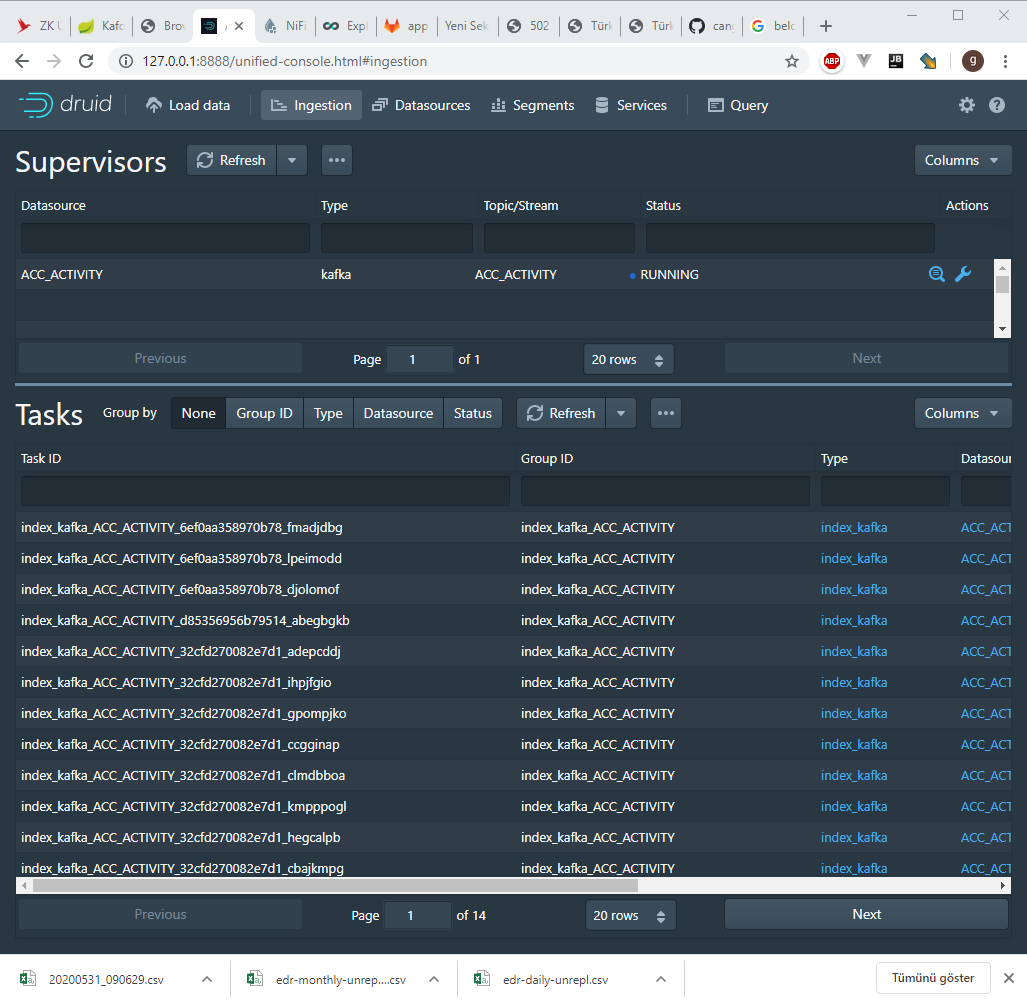 ZK U Kafc Brov NiFi Exp app Yeni Sek 502 Türk Türk cang belc
127.0.0.1:8888/unified-console.html#ingestion ABP JB g
druid Load data Ingestion Datasources Segments Services Query
Supervisors Refresh Columns
Datasource Type Topic/Stream Status Actions
ACC_ACTIVITY kafka ACC_ACTIVITY RUNNING
Previous Page 1 of 1 20 rows Next
Tasks Group by None Group ID Type Datasource Status Refresh Columns
Task ID Group ID Type Datasour
index_kafka_ACC_ACTIVITY_6ef0aa358970b78_fmadjdbg index_kafka_ACC_ACTIVITY index_kafka ACC_ACT
index_kafka_ACC_ACTIVITY_6ef0aa358970b78_lpeimodd index_kafka_ACC_ACTIVITY index_kafka ACC_ACT
index_kafka_ACC_ACTIVITY_6ef0aa358970b78_djolomof index_kafka_ACC_ACTIVITY index_kafka ACC_ACT
index_kafka_ACC_ACTIVITY_d85356956b79514_abegbgkb index_kafka_ACC_ACTIVITY index_kafka ACC_ACT
index_kafka_ACC_ACTIVITY_32cfd270082e7d1_adepcddj index_kafka_ACC_ACTIVITY index_kafka ACC_ACT
index_kafka_ACC_ACTIVITY_32cfd270082e7d1_ihpjfgio index_kafka_ACC_ACTIVITY index_kafka ACC_ACT
index_kafka_ACC_ACTIVITY_32cfd270082e7d1_gpompjko index_kafka_ACC_ACTIVITY index_kafka ACC_ACT
index_kafka_ACC_ACTIVITY_32cfd270082e7d1_ccgginap index_kafka_ACC_ACTIVITY index_kafka ACC_ACT
index_kafka_ACC_ACTIVITY_32cfd270082e7d1_clmdbboa index_kafka_ACC_ACTIVITY index_kafka ACC_ACT
index_kafka_ACC_ACTIVITY_32cfd270082e7d1_kmpppogl index_kafka_ACC_ACTIVITY index_kafka ACC_ACT
index_kafka_ACC_ACTIVITY_32cfd270082e7d1_hegcalpb index_kafka_ACC_ACTIVITY index_kafka ACC_ACT
index_kafka_ACC_ACTIVITY_32cfd270082e7d1_cbajkmpg index_kafka_ACC_ACTIVITY index_kafka ACC_ACT
Previous Page 1 of 14 20 rows Next
20200531_090629.csv edr-monthly-unrep....csv edr-daily-unrepl.csv Tümünü göster